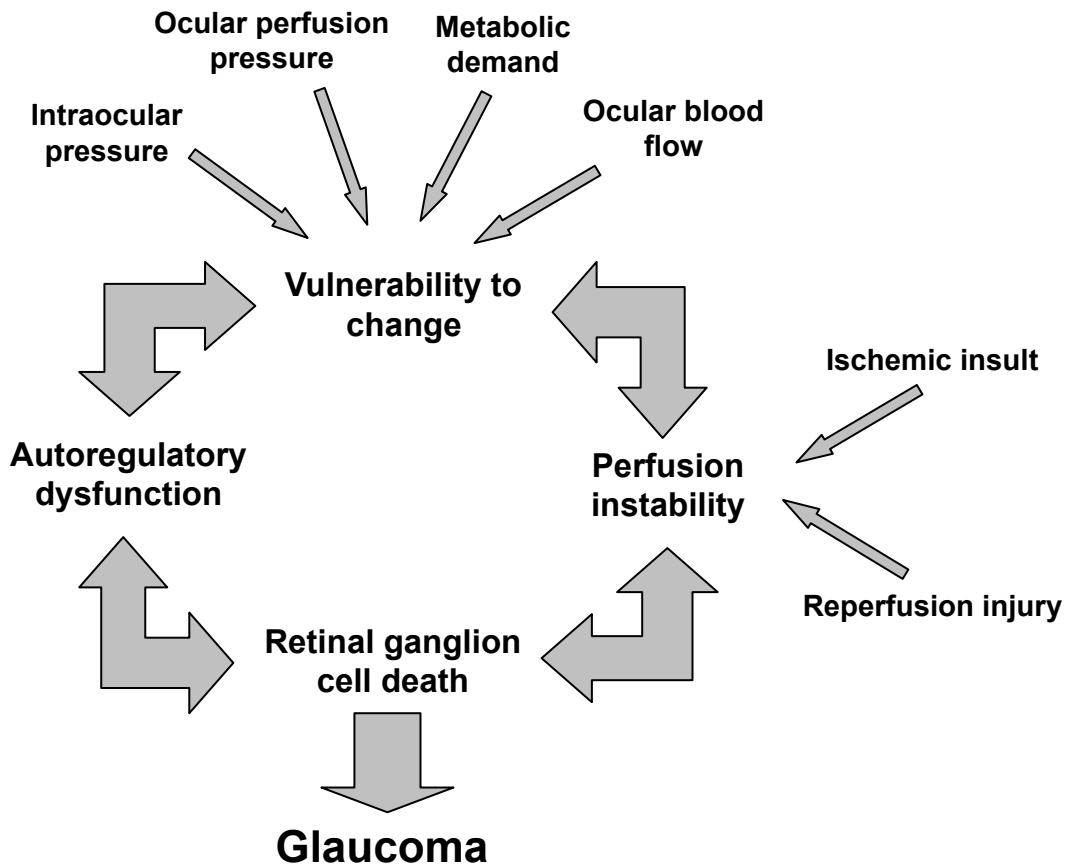 Ocular perfusion
pressure
Metabolic
demand
Intraocular
pressure
Ocular blood
flow
Vulnerability to
change
Ischemic insult
Autoregulatory
dysfunction
Perfusion
instability
Reperfusion injury
Retinal ganglion
cell death
Glaucoma